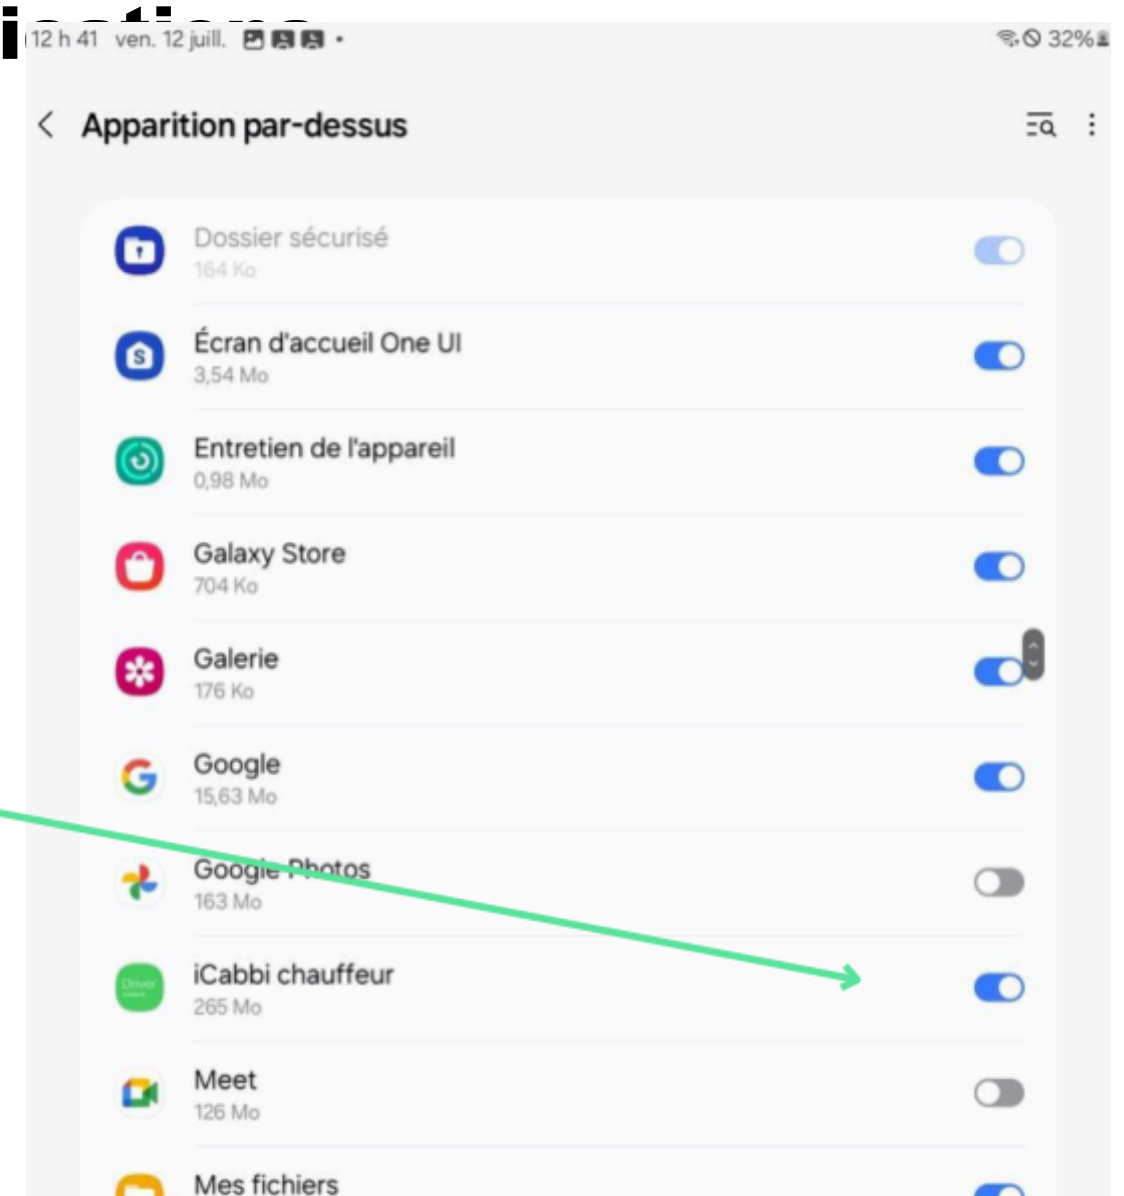 12 h 41 ven. 12 juill.
32%
Apparition par-dessus
Dossier sécurisé
164 Ko
Écran d'accueil One UI
3,54 Mo
Entretien de l'appareil
0,98 Mo
Galaxy Store
704 Ko
Galerie
176 Ko
Google
15,63 Mo
Google Photos
163 Mo
Driver
iCabbi chauffeur
265 Mo
Meet
126 Mo
Mes fichiers